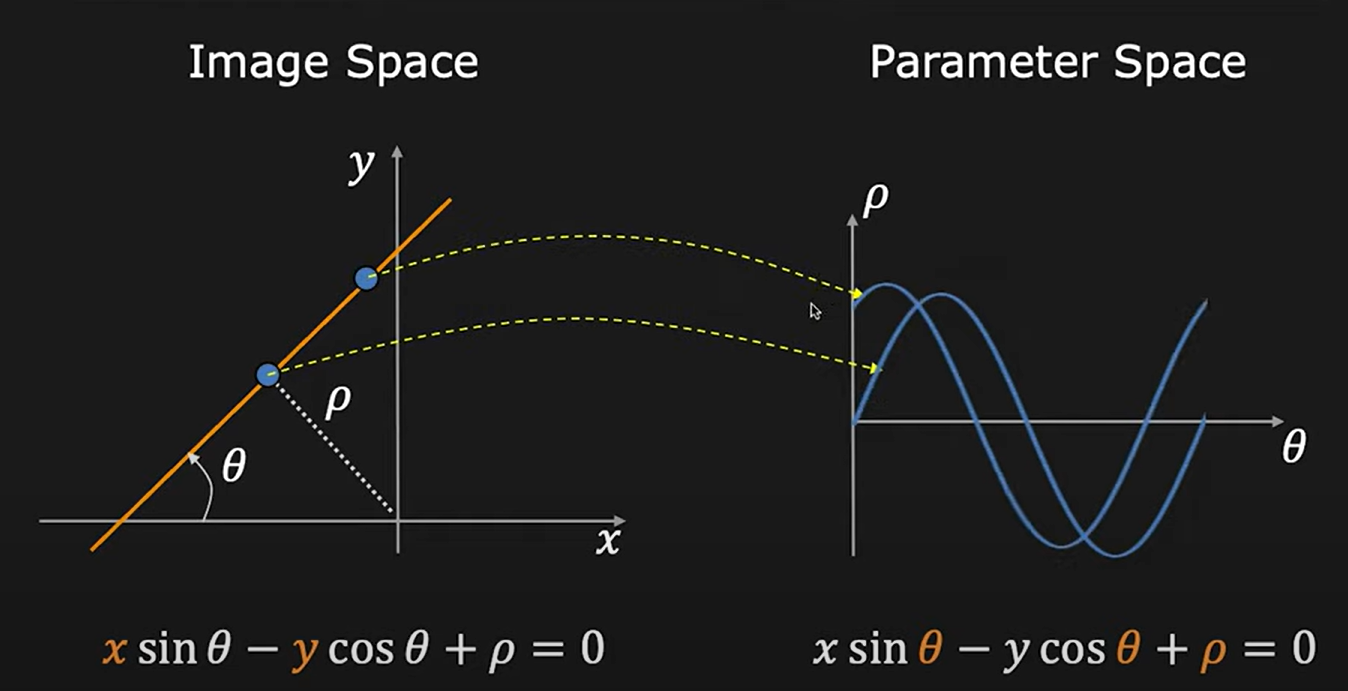 Image Space
Parameter Space
y
ρ
ρ
θ
θ
x
x sin θ − y cos θ + ρ = 0
x sin θ − y cos θ + ρ = 0